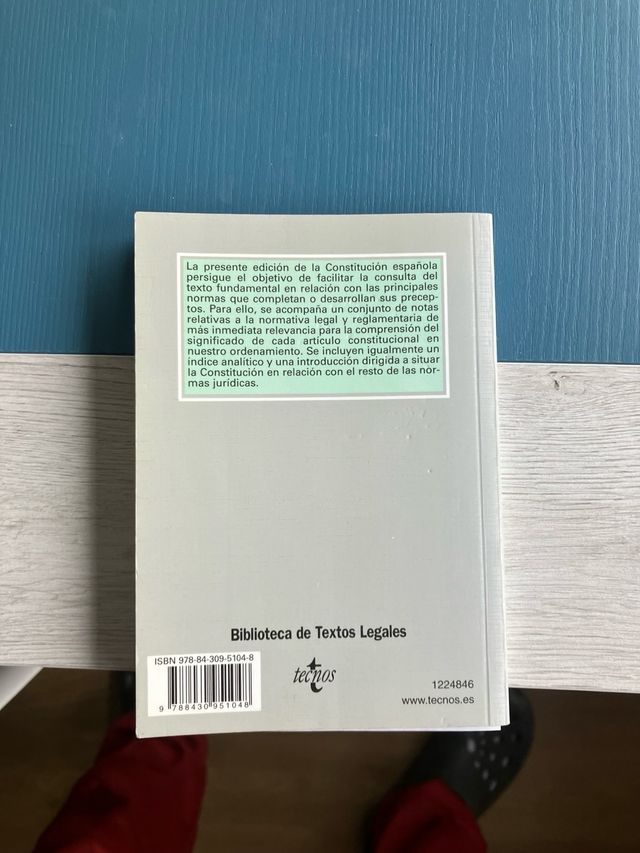 La presente edición de la Constitución española
persigue el objetivo de facilitar la consulta del
texto fundamental en relación con las principales
normas que completan o desarrollan sus precep-
tos. Para ello, se acompaña un conjunto de notas
relativas a la normativa legal y reglamentaria de
más inmediata relevancia para la comprensión del
significado de cada artículo constitucional en
nuestro ordenamiento. Se incluyen igualmente un
índice analítico y una introducción dirigida a situar
la Constitución en relación con el resto de las nor-
mas jurídicas.
Biblioteca de Textos Legales
ISBN 978-84-309-5104-8
9 788430 951048
tecnos
1224846
www.tecnos.es